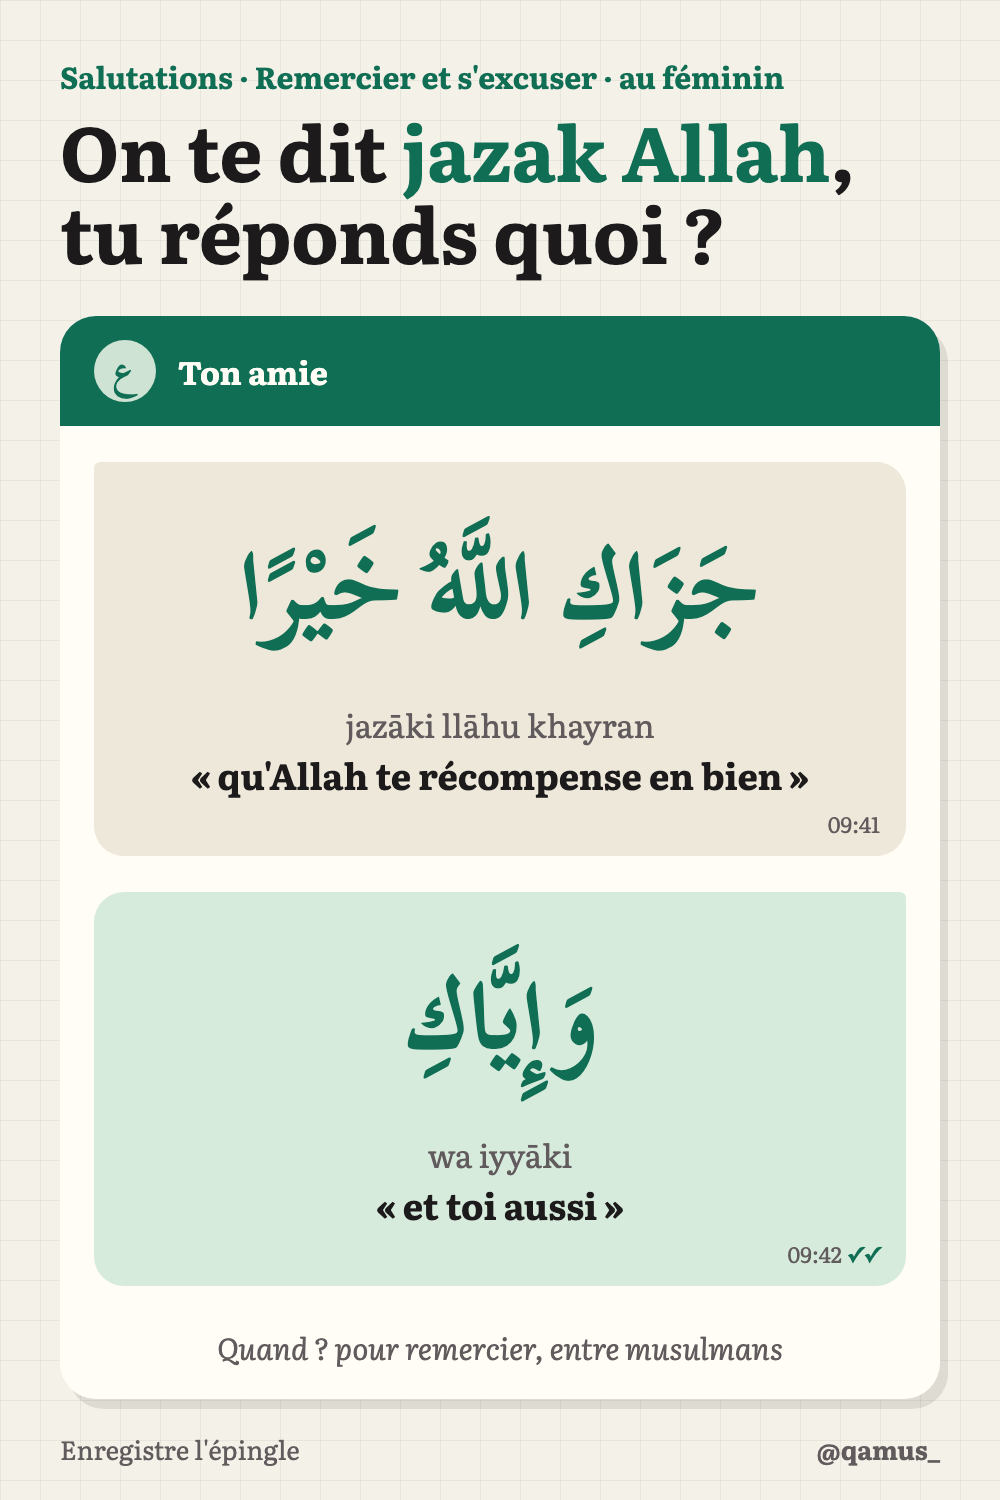 Salutations · Remercier et s'excuser · au féminin
On te dit jazak Allah,
tu réponds quoi ?
ع
Ton amie
جَزَاكِ اللَّهُ خَيْرًا
jazāki llāhu khayran
« qu'Allah te récompense en bien »
09:41
وَإِيَّاكِ
wa iyyāki
« et toi aussi »
09:42 ✓✓
Quand ? pour remercier, entre musulmans
Enregistre l'épingle
@qamus_